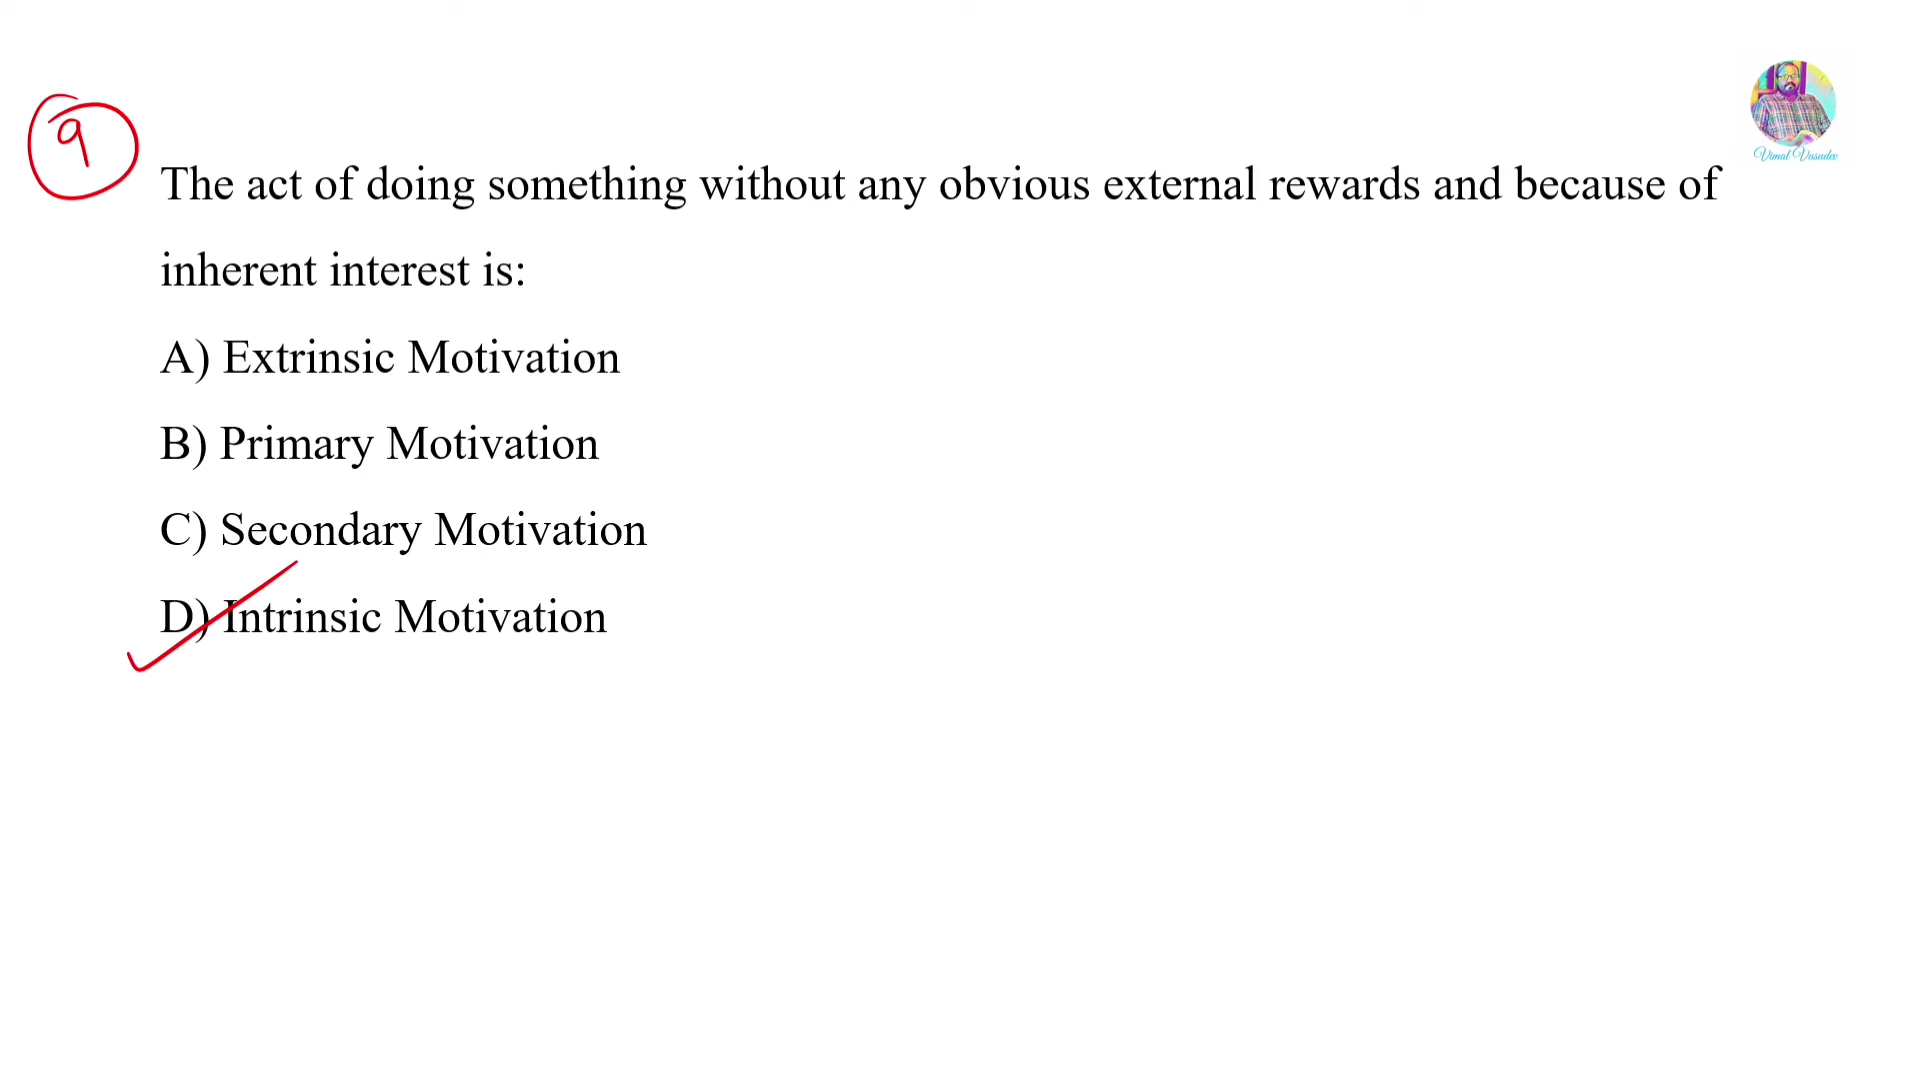 9
Vimal Vasudev
The act of doing something without any obvious external rewards and because of
inherent interest is:
A) Extrinsic Motivation
B) Primary Motivation
C) Secondary Motivation
D) Intrinsic Motivation